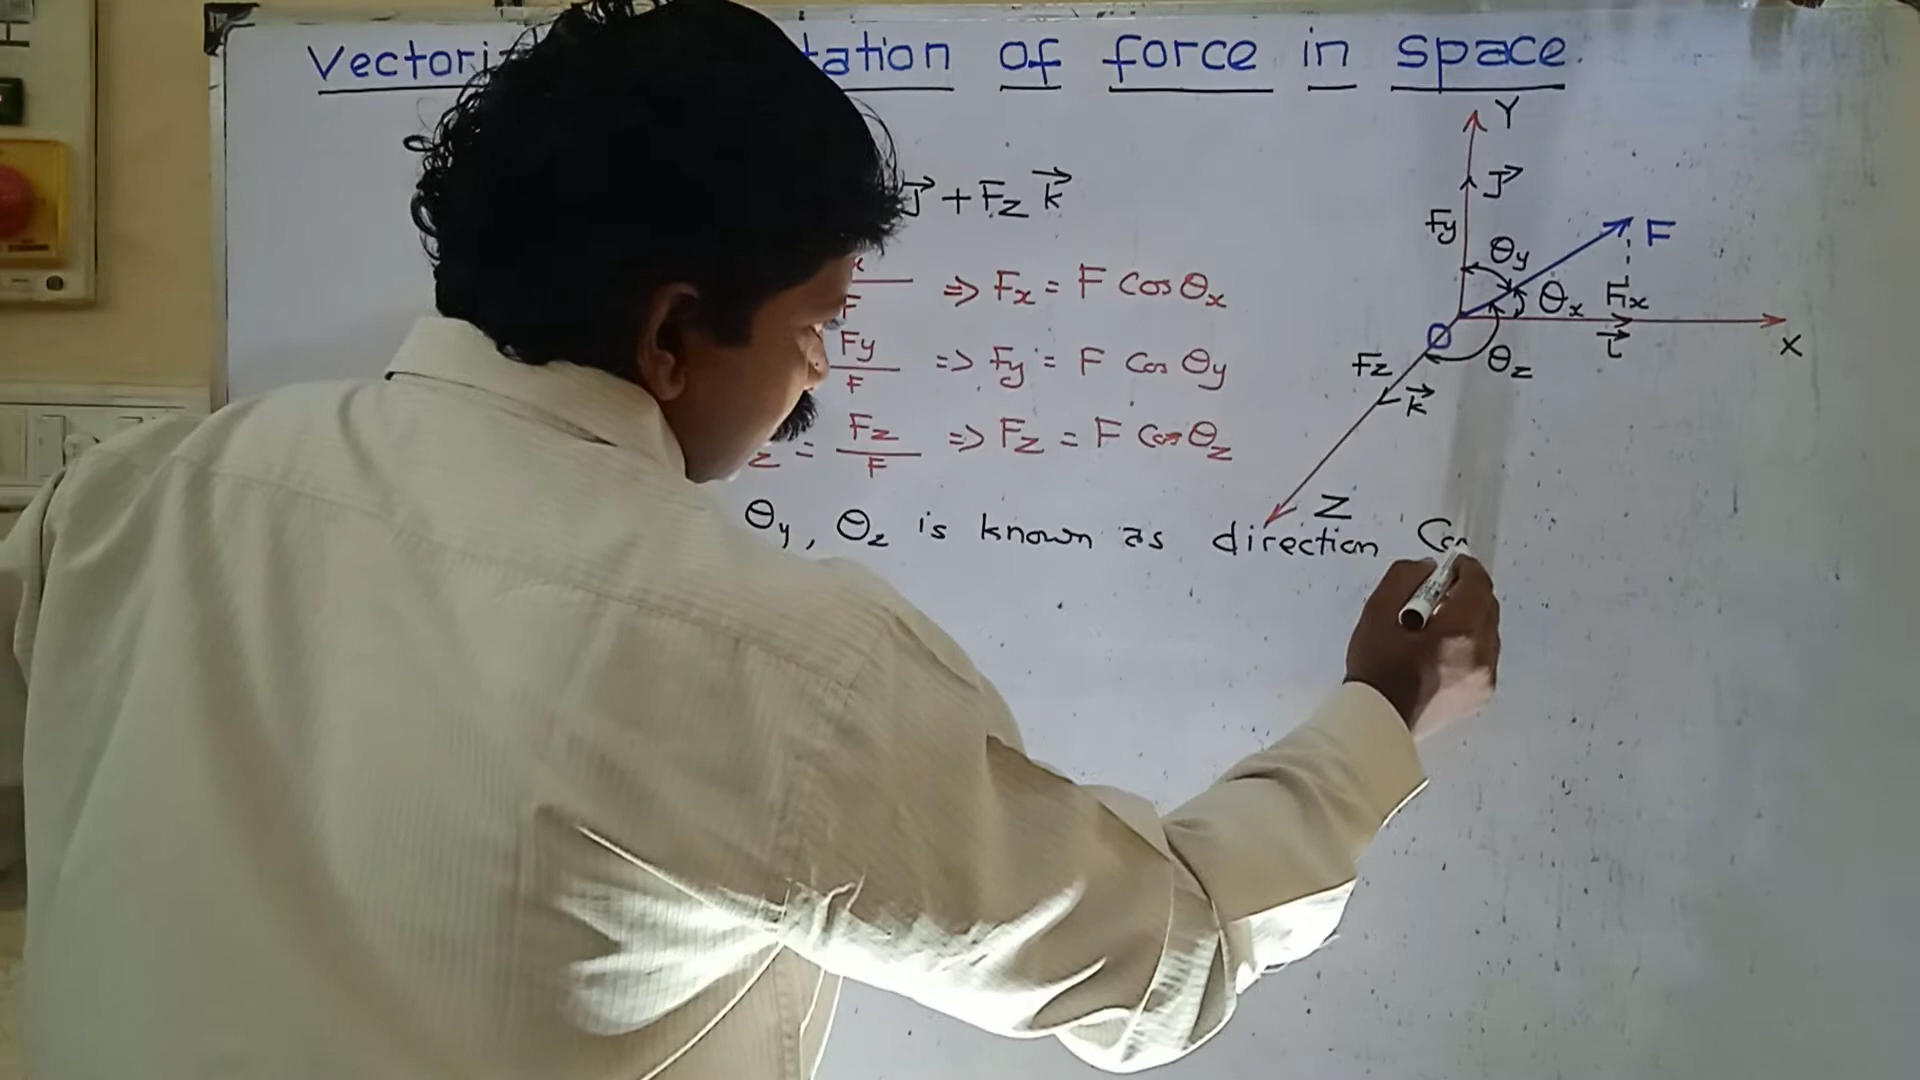 Vectori tation of force in space.
J⃗ + Fz k⃗
F ⇒ Fx = F Cos θx
Fy / F ⇒ Fy = F Cos θy
z = Fz / F ⇒ Fz = F Cos θz
θy, θz is known as direction Co
Y
J⃗
Fy
F
θy
θx
Fx
i⃗
X
O
θz
Fz
k⃗
Z